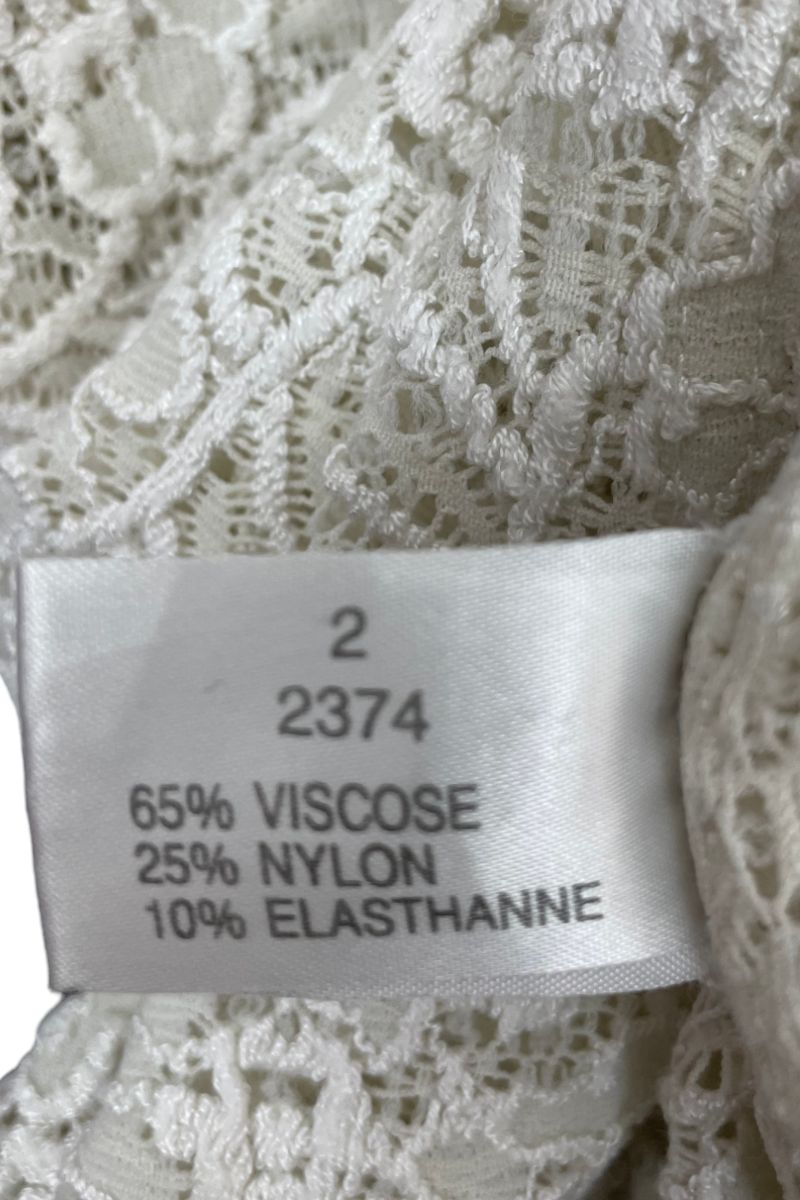 2
2374
65% VISCOSE
25% NYLON
10% ELASTHANNE